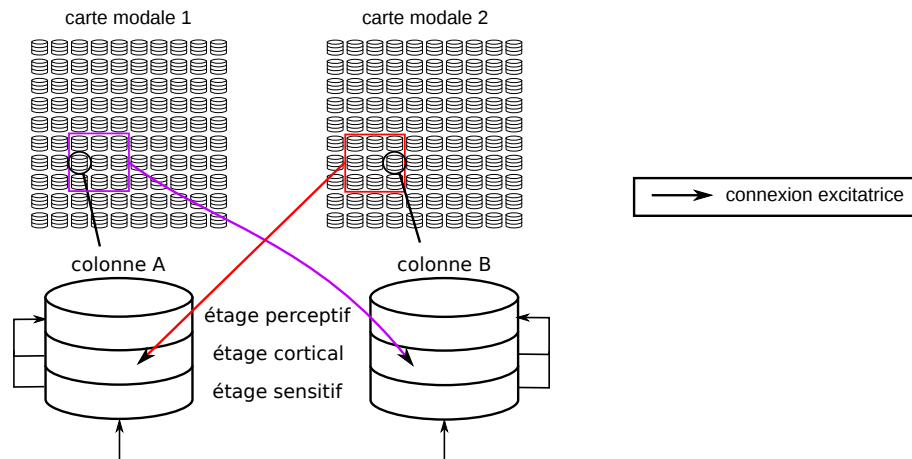 carte modale 1
carte modale 2
connexion excitatrice
colonne A
colonne B
étage perceptif
étage cortical
étage sensitif